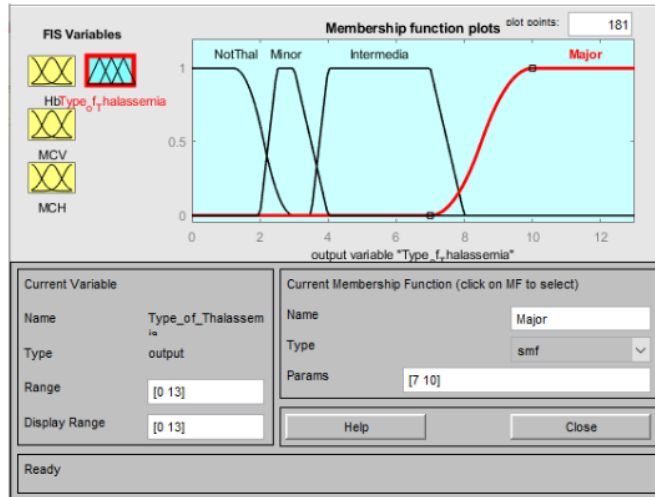 FIS Variables
Membership function plots
plot points:
181
NotThal
Minor
Intermedia
Major
1
0.5
0
0
2
4
6
8
10
12
output variable "Type_of_Thalassemia"
Hb
Type_of_Thalassemia
MCV
MCH
Current Variable
Name
Type_of_Thalassem
ia
Type
output
Range
[0 13]
Display Range
[0 13]
Current Membership Function (click on MF to select)
Name
Major
Type
smf
Params
[7 10]
Help
Close
Ready